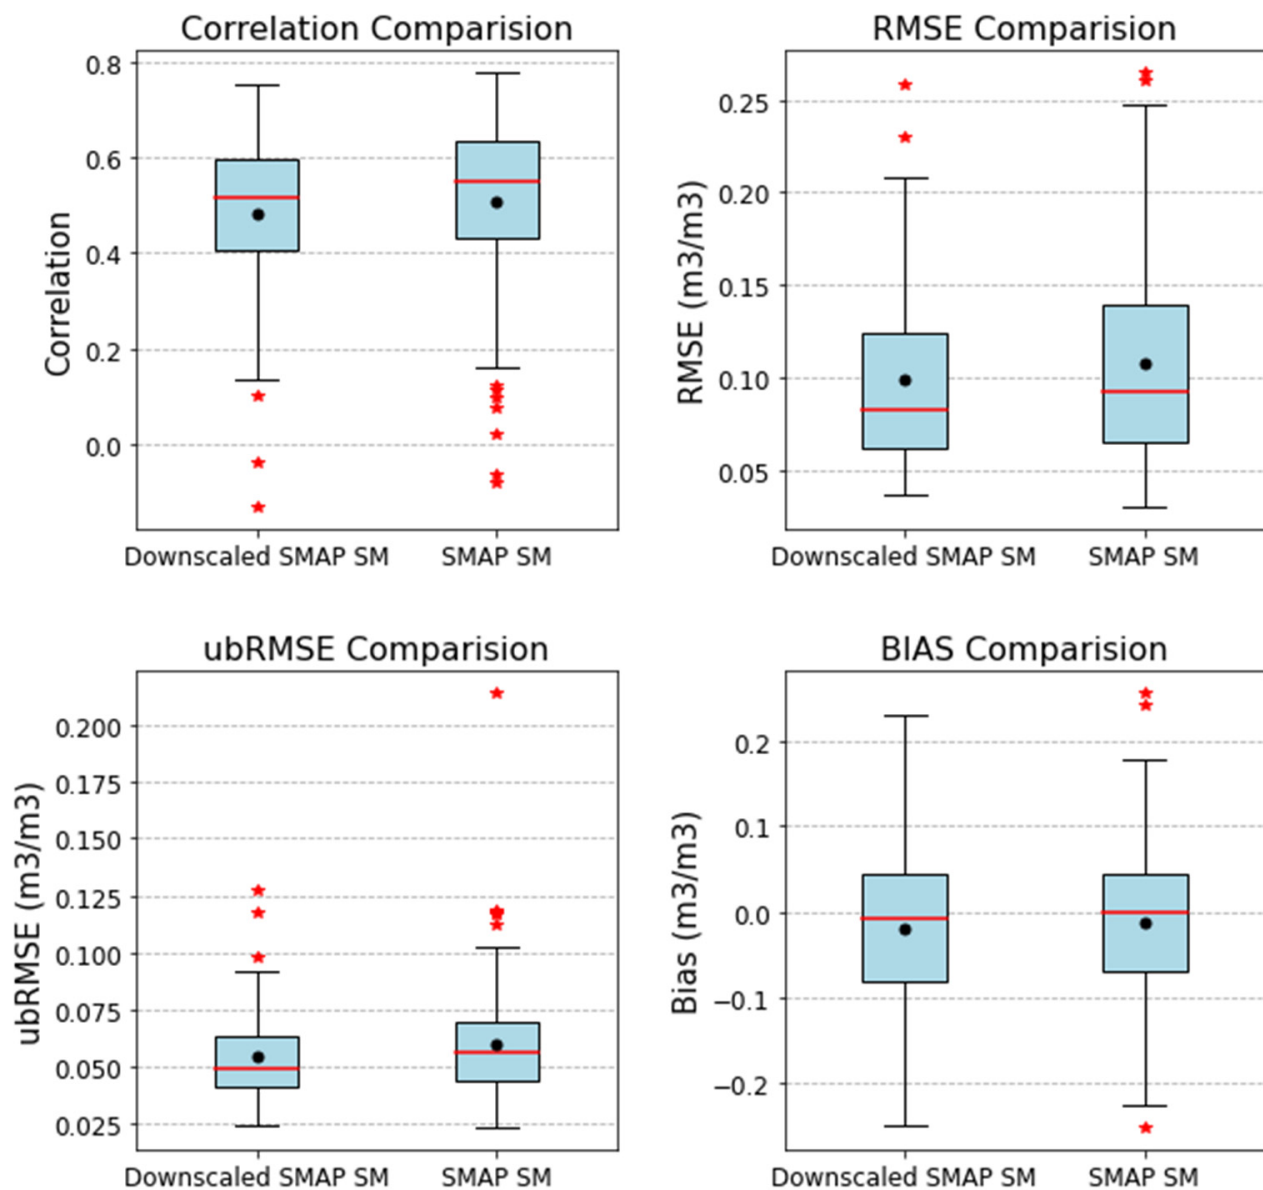 Correlation Comparision
Correlation
0.8
0.6
0.4
0.2
0.0
Downscaled SMAP SM
SMAP SM
RMSE Comparision
RMSE (m3/m3)
0.25
0.20
0.15
0.10
0.05
Downscaled SMAP SM
SMAP SM
ubRMSE Comparision
ubRMSE (m3/m3)
0.200
0.175
0.150
0.125
0.100
0.075
0.050
0.025
Downscaled SMAP SM
SMAP SM
BIAS Comparision
Bias (m3/m3)
0.2
0.1
0.0
−0.1
−0.2
Downscaled SMAP SM
SMAP SM